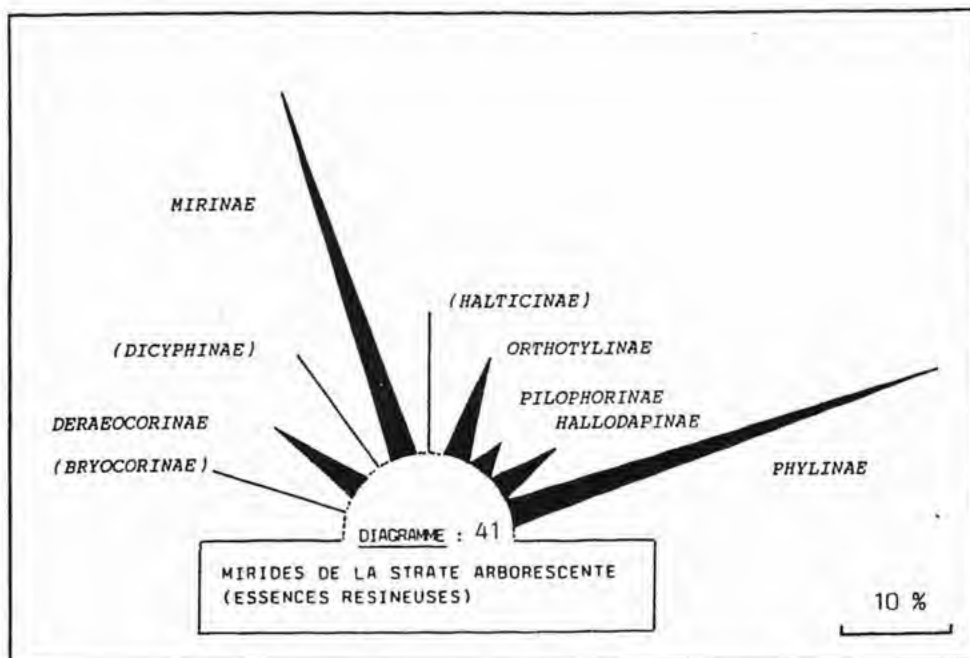 MIRINAE
(HALTICINAE)
(DICYPHINAE)
ORTHOTYLINAE
PILOPHORINAE
HALLODAPINAE
DERAEOCORINAE
(BRYOCORINAE)
PHYLINAE
DIAGRAMME : 41
MIRIDES DE LA STRATE ARBORESCENTE
(ESSENCES RESINEUSES)
10 %